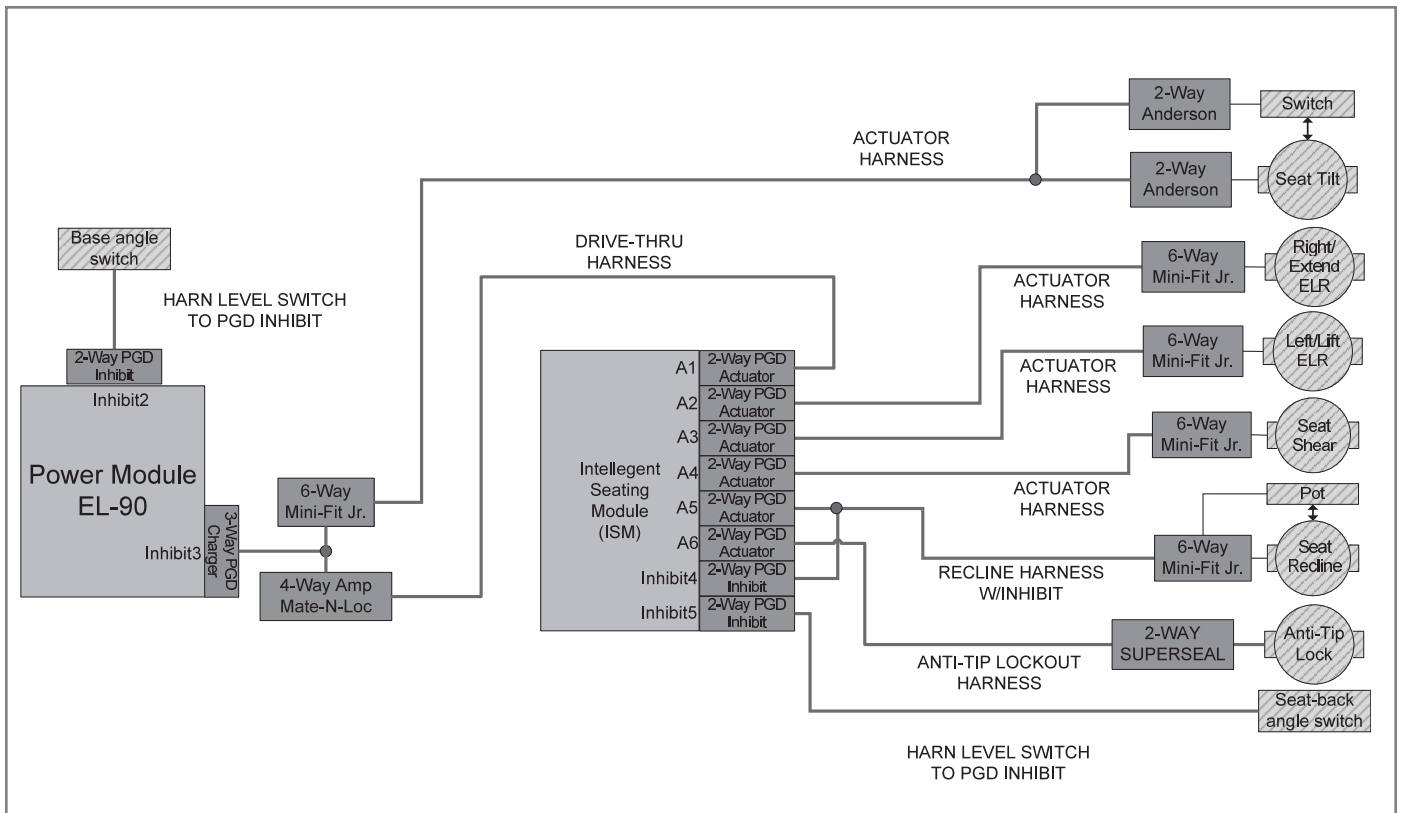 2-Way
Anderson
Switch
ACTUATOR
HARNESS
2-Way
Anderson
Seat Tilt
Base angle
switch
DRIVE-THRU
HARNESS
HARN LEVEL SWITCH
TO PGD INHIBIT
ACTUATOR
HARNESS
6-Way
Mini-Fit Jr.
Right/
Extend
ELR
2-Way PGD
Inhibit
Inhibit2
Power Module
EL-90
Inhibit3
3-Way PGD
Charger
6-Way
Mini-Fit Jr.
4-Way Amp
Mate-N-Loc
Intellegent
Seating
Module
(ISM)
A1
2-Way PGD
Actuator
A2
2-Way PGD
Actuator
A3
2-Way PGD
Actuator
A4
2-Way PGD
Actuator
A5
2-Way PGD
Actuator
A6
2-Way PGD
Actuator
Inhibit4
2-Way PGD
Inhibit
Inhibit5
2-Way PGD
Inhibit
ACTUATOR
HARNESS
6-Way
Mini-Fit Jr.
Left/Lift
ELR
6-Way
Mini-Fit Jr.
Seat
Shear
ACTUATOR
HARNESS
Pot
6-Way
Mini-Fit Jr.
Seat
Recline
RECLINE HARNESS
W/INHIBIT
2-WAY
SUPERSEAL
Anti-Tip
Lock
ANTI-TIP LOCKOUT
HARNESS
Seat-back
angle switch
HARN LEVEL SWITCH
TO PGD INHIBIT